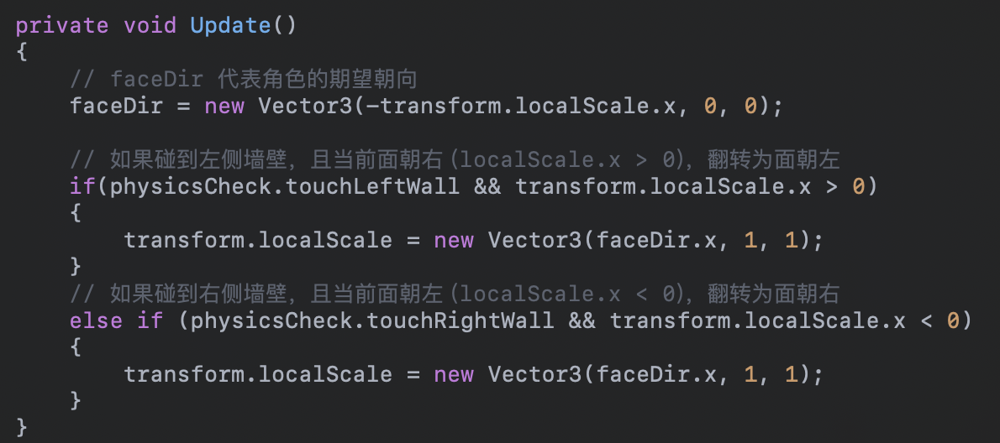 private void Update()
{
    // faceDir 代表角色的期望朝向
    faceDir = new Vector3(-transform.localScale.x, 0, 0);

    // 如果碰到左侧墙壁，且当前面朝右 (localScale.x > 0)，翻转为面朝左
    if(physicsCheck.touchLeftWall && transform.localScale.x > 0)
    {
        transform.localScale = new Vector3(faceDir.x, 1, 1);
    }
    // 如果碰到右侧墙壁，且当前面朝左 (localScale.x < 0)，翻转为面朝右
    else if (physicsCheck.touchRightWall && transform.localScale.x < 0)
    {
        transform.localScale = new Vector3(faceDir.x, 1, 1);
    }
}